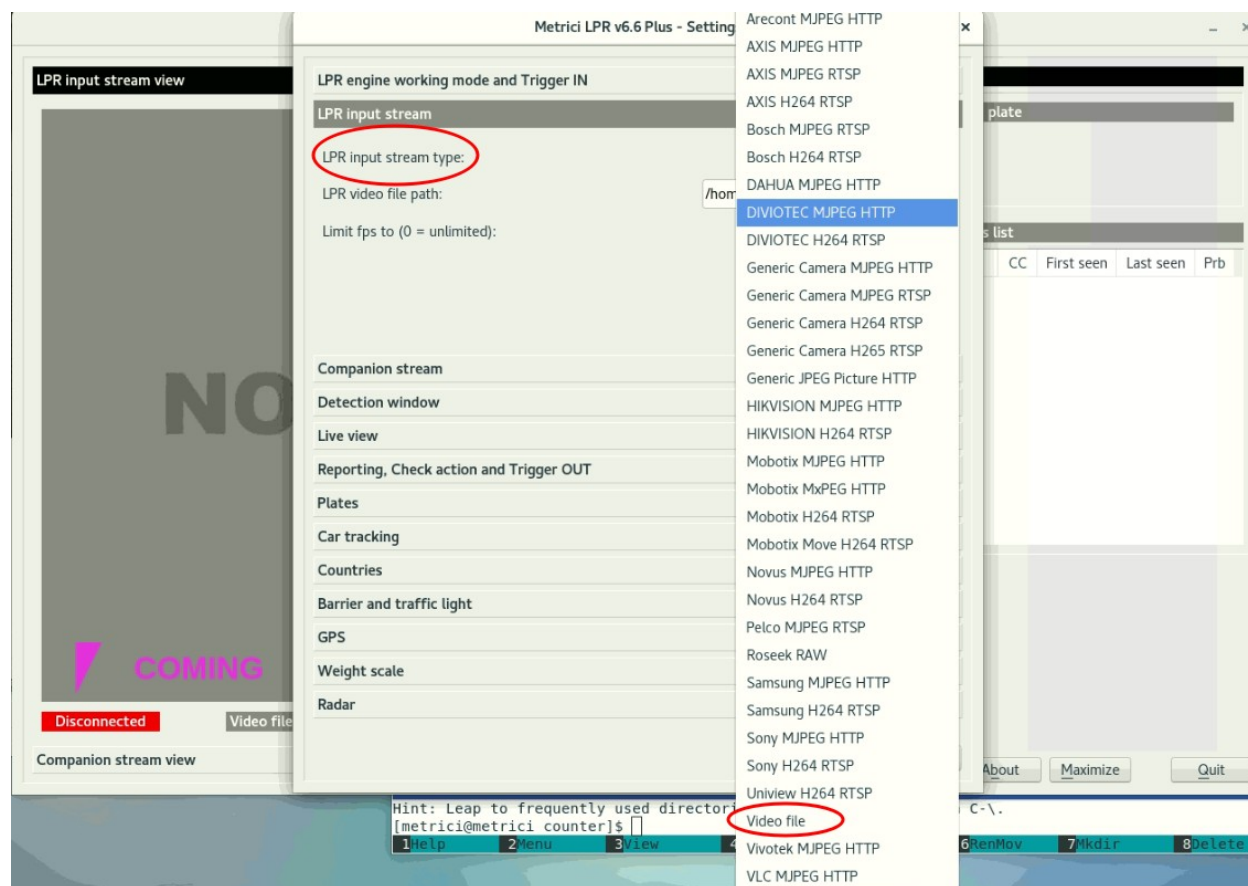 Metrici LPR v6.6 Plus - Setting
LPR input stream view
LPR engine working mode and Trigger IN
LPR input stream
LPR input stream type:
LPR video file path:
/hom
Limit fps to (0 = unlimited):
Companion stream
Detection window
Live view
Reporting, Check action and Trigger OUT
Plates
Car tracking
Countries
Barrier and traffic light
GPS
Weight scale
Radar
NO
COMING
Disconnected
Video file
Companion stream view
Arecont MJPEG HTTP
AXIS MJPEG HTTP
AXIS MJPEG RTSP
AXIS H264 RTSP
Bosch MJPEG RTSP
Bosch H264 RTSP
DAHUA MJPEG HTTP
DIVIOTEC MJPEG HTTP
DIVIOTEC H264 RTSP
Generic Camera MJPEG HTTP
Generic Camera MJPEG RTSP
Generic Camera H264 RTSP
Generic Camera H265 RTSP
Generic JPEG Picture HTTP
HIKVISION MJPEG HTTP
HIKVISION H264 RTSP
Mobotix MJPEG HTTP
Mobotix MxPEG HTTP
Mobotix H264 RTSP
Mobotix Move H264 RTSP
Novus MJPEG HTTP
Novus H264 RTSP
Pelco MJPEG RTSP
Roseek RAW
Samsung MJPEG HTTP
Samsung H264 RTSP
Sony MJPEG HTTP
Sony H264 RTSP
Uniview H264 RTSP
Video file
Vivotek MJPEG HTTP
VLC MJPEG HTTP
plate
s list
CC First seen Last seen Prb
About Maximize Quit
Hint: Leap to frequently used directori C-\.
[metrici@metrici counter]$
1Help 2Menu 3View 4 6RenMov 7Mkdir 8Delete